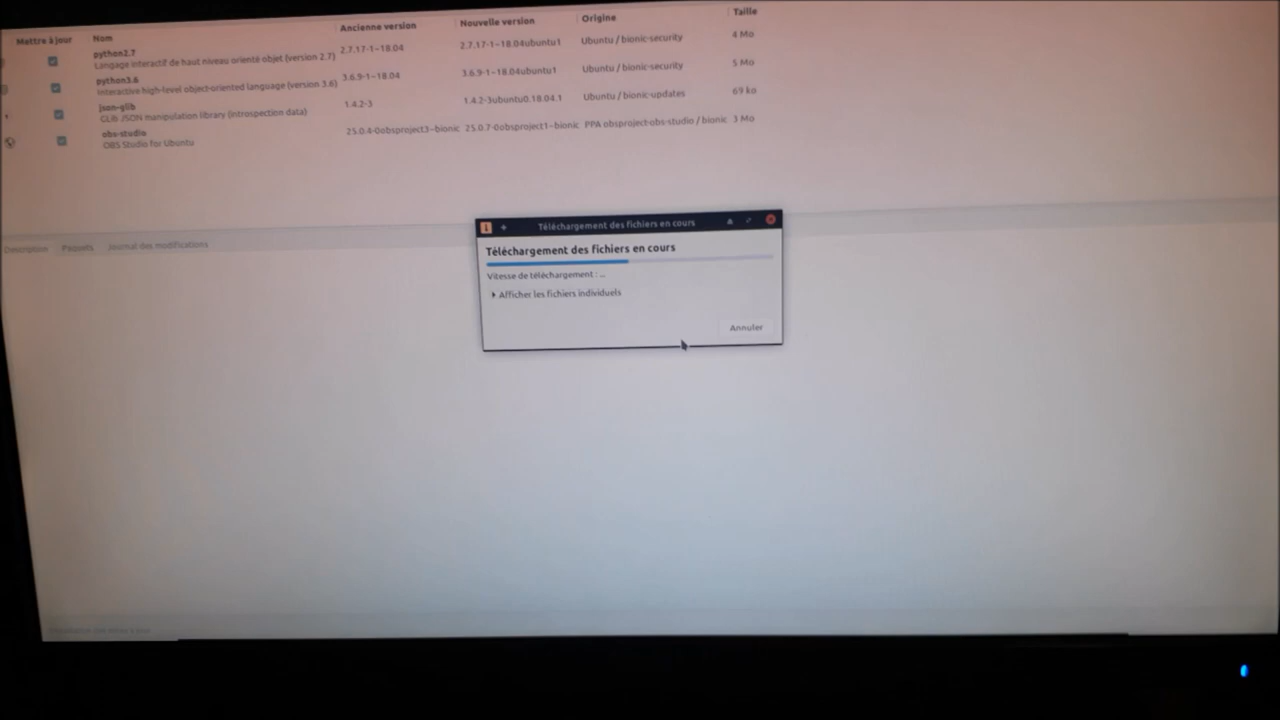 Mettre à jour Nom Ancienne version Nouvelle version Origine Taille
python2.7 2.7.17-1~18.04 2.7.17-1~18.04ubuntu1 Ubuntu / bionic-security 4 Mo
Langage interactif de haut niveau orienté objet (version 2.7)
python3.6 3.6.9-1~18.04 3.6.9-1~18.04ubuntu1 Ubuntu / bionic-security 5 Mo
Interactive high-level object-oriented language (version 3.6)
json-glib 1.4.2-3 1.4.2-3ubuntu0.18.04.1 Ubuntu / bionic-updates 69 ko
GLib JSON manipulation library (introspection data)
obs-studio 25.0.4-0obsproject3~bionic 25.0.7-0obsproject1~bionic PPA obsproject-obs-studio / bionic 3 Mo
OBS Studio for Ubuntu
Description Paquets Journal des modifications
Téléchargement des fichiers en cours
Téléchargement des fichiers en cours
Vitesse de téléchargement : ...
Afficher les fichiers individuels
Annuler